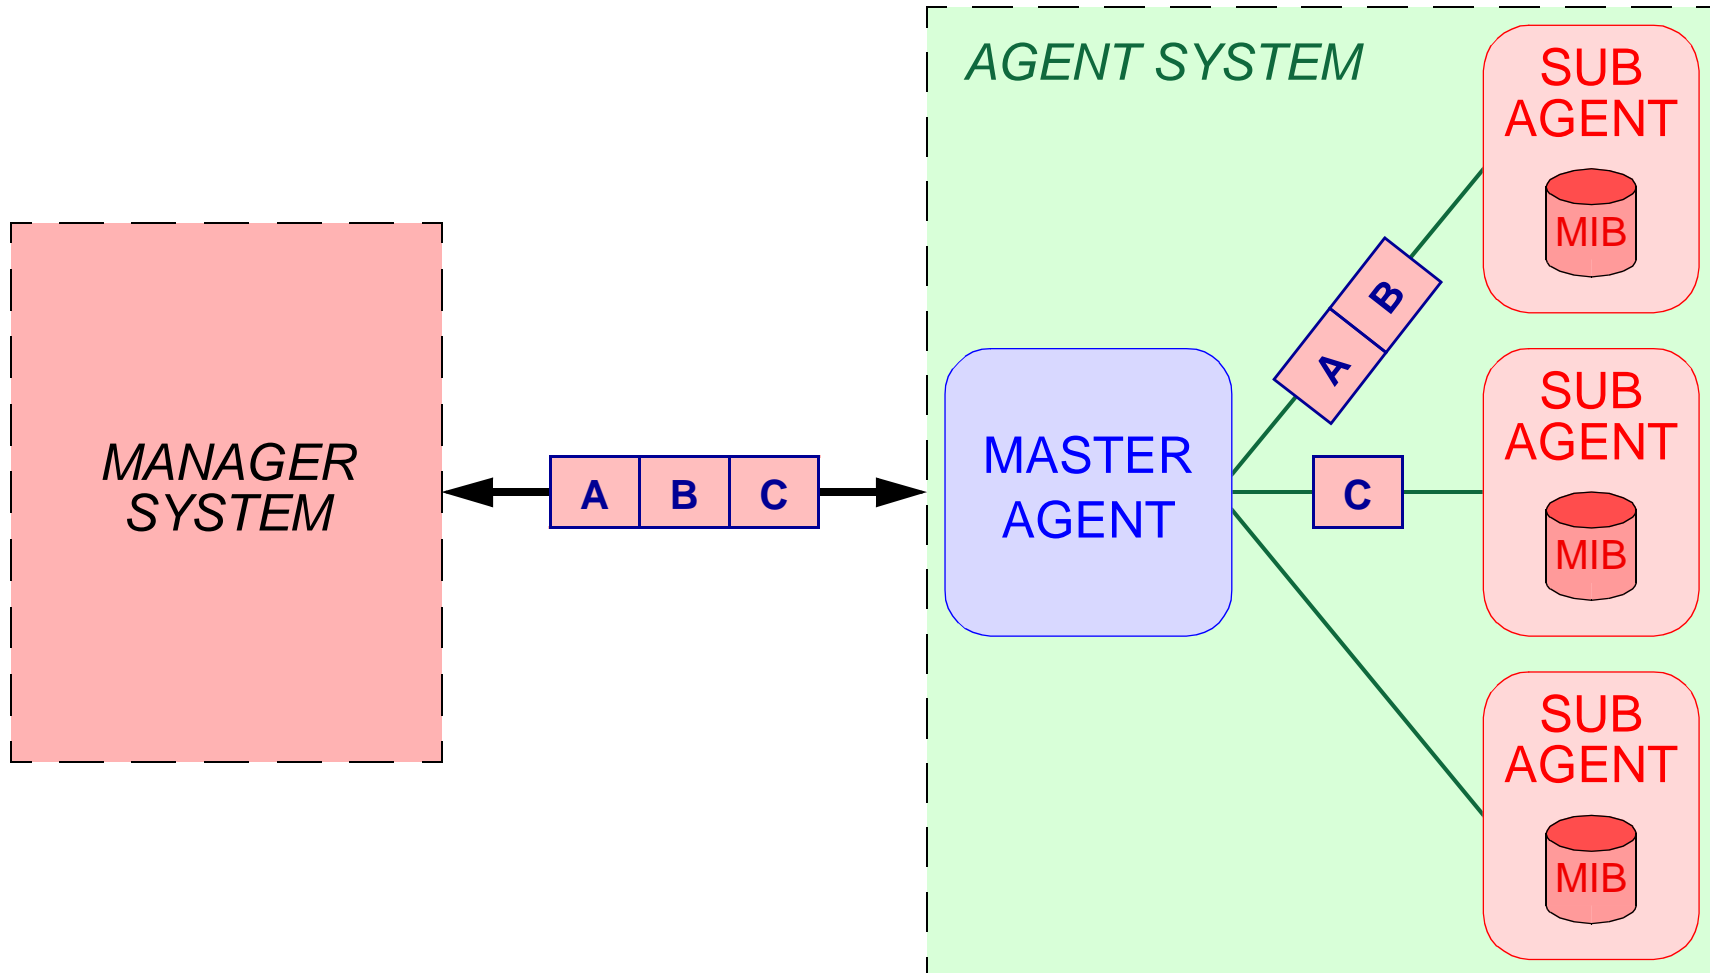 AGENT SYSTEM
MANAGER
SYSTEM
A B C
MASTER
AGENT
A B
C
SUB
AGENT
MIB
SUB
AGENT
MIB
SUB
AGENT
MIB